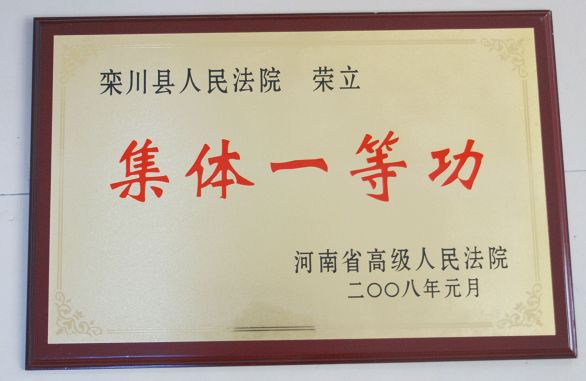 栾川县人民法院 荣立
集体一等功
河南省高级人民法院
二〇〇八年元月